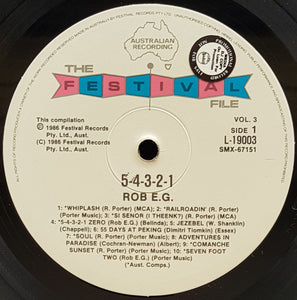 AUSTRALIAN
RECORDING
THE
FESTIVAL
FILE
This compilation
℗ 1986 Festival Records
Pty. Ltd., Aust.
(C) 1986 Festival Records
Pty. Ltd., Aust.
VOL. 3
SIDE 1
L-19003
SMX-67151
5-4-3-2-1
ROB E.G.
1: *WHIPLASH (R. Porter) (MCA); 2: *RAILROADIN' (R. Porter)
(Porter Music); 3: *SI SENOR (I THEENK?) (R. Porter) (MCA)
4: *5-4-3-2-1 ZERO (Rob E.G.) (Belinda); 5: JEZEBEL (W. Shanklin)
(Chappell); 6: 55 DAYS AT PEKING (Dimitri Tiomkin) (Essex)
7: *SOUL (R. Porter) (Porter Music); 8: ADVENTURES IN
PARADISE (Cochran-Newman) (Albert); 9: *COMANCHE
SUNSET (R. Porter) (Porter Music); 10: *SEVEN FOOT
TWO (Rob E.G.) (Porter Music)
(*Aust. Comps.)